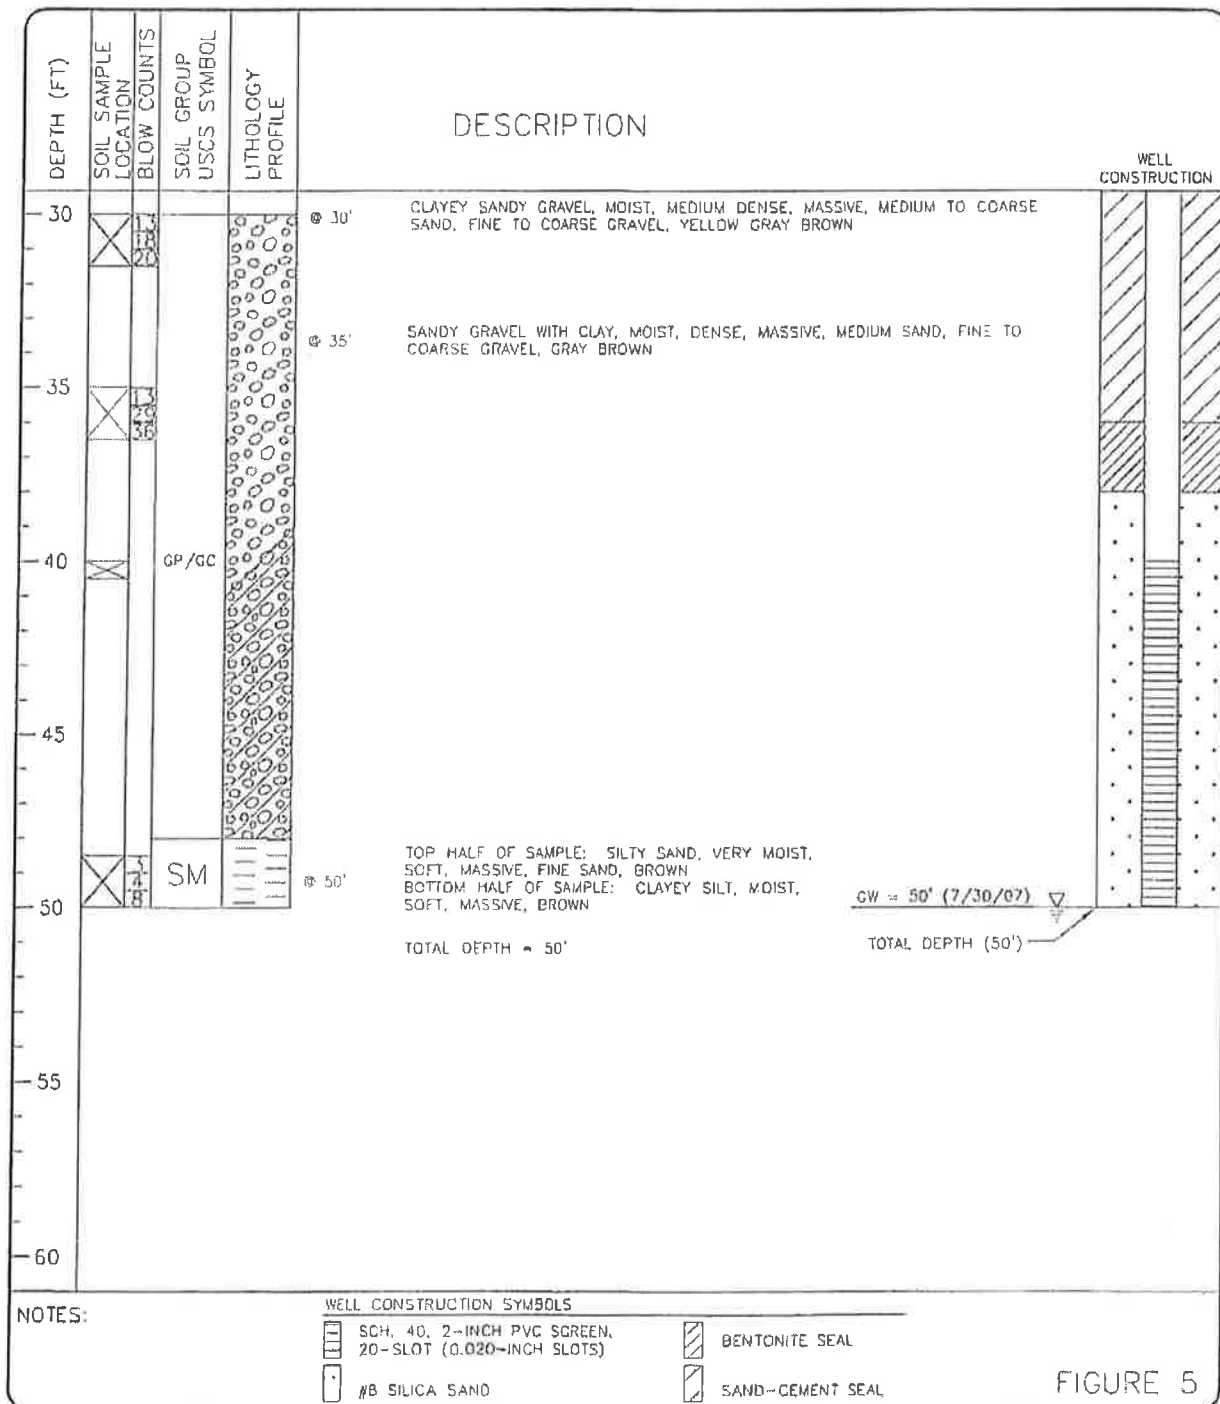 DEPTH (FT)
SOIL SAMPLE
LOCATION
BLOW COUNTS
SOIL GROUP
USCS SYMBOL
LITHOLOGY
PROFILE
DESCRIPTION
WELL
CONSTRUCTION
30
20
@ 30'
CLAYEY SANDY GRAVEL, MOIST, MEDIUM DENSE, MASSIVE, MEDIUM TO COARSE
SAND, FINE TO COARSE GRAVEL, YELLOW GRAY BROWN
@ 35'
SANDY GRAVEL WITH CLAY, MOIST, DENSE, MASSIVE, MEDIUM SAND, FINE TO
COARSE GRAVEL, GRAY BROWN
35
13
29
36
40
GP/GC
45
SM
3
4
8
@ 50'
TOP HALF OF SAMPLE: SILTY SAND, VERY MOIST,
SOFT, MASSIVE, FINE SAND, BROWN
BOTTOM HALF OF SAMPLE: CLAYEY SILT, MOIST,
SOFT, MASSIVE, BROWN
GW = 50' (7/30/07)
50
TOTAL DEPTH = 50'
TOTAL DEPTH (50')
55
60
NOTES:
WELL CONSTRUCTION SYMBOLS
SCH. 40, 2-INCH PVC SCREEN,
20-SLOT (0.020-INCH SLOTS)
BENTONITE SEAL
SILICA SAND
SAND-CEMENT SEAL
FIGURE 5